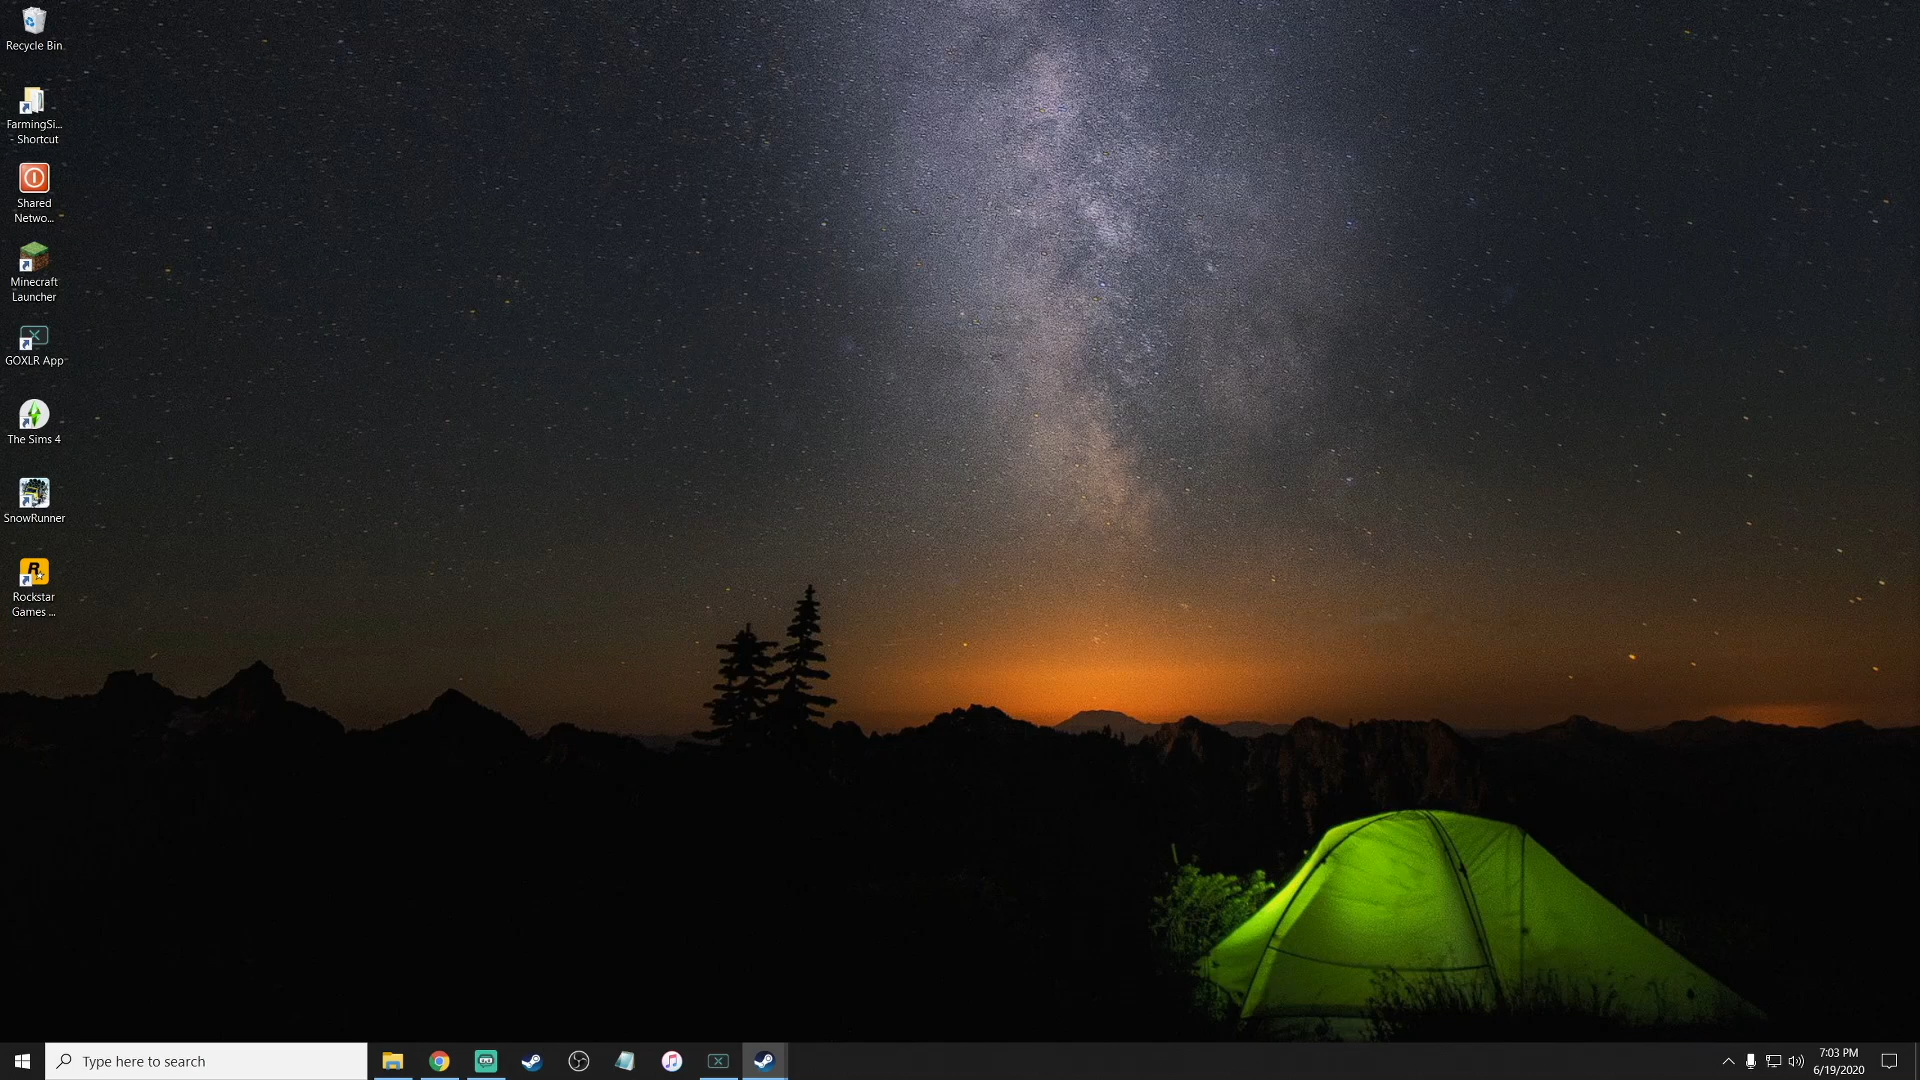 Recycle Bin
FarmingSi...
- Shortcut
Shared
Netwo...
Minecraft
Launcher
GOXLR App
The Sims 4
SnowRunner
Rockstar
Games ...
Type here to search
7:03 PM
6/19/2020